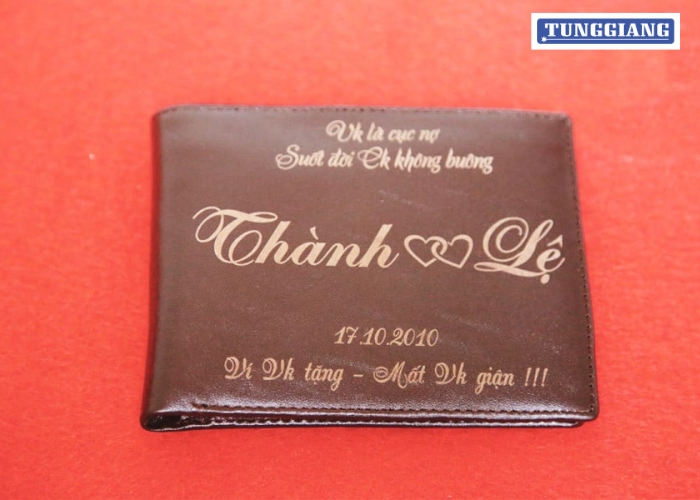 TUNGGIANG
Vk là cục nợ
Suốt đời Ck không buông
Thành Lệ
17.10.2010
Ví Vk tặng - Mất Vk giận !!!